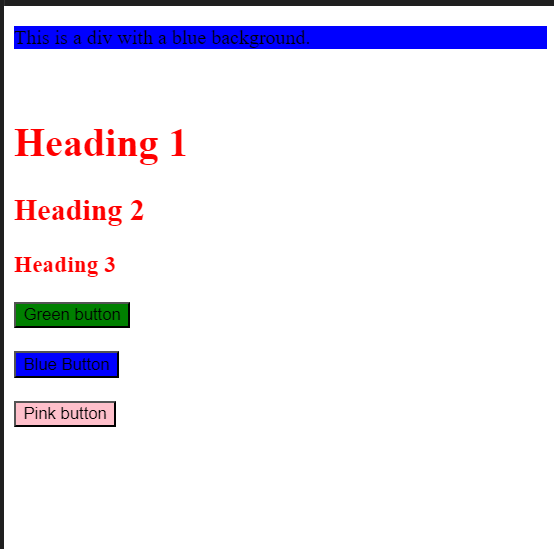 This is a div with a blue background.
Heading 1
Heading 2
Heading 3
Green button
Blue Button
Pink button